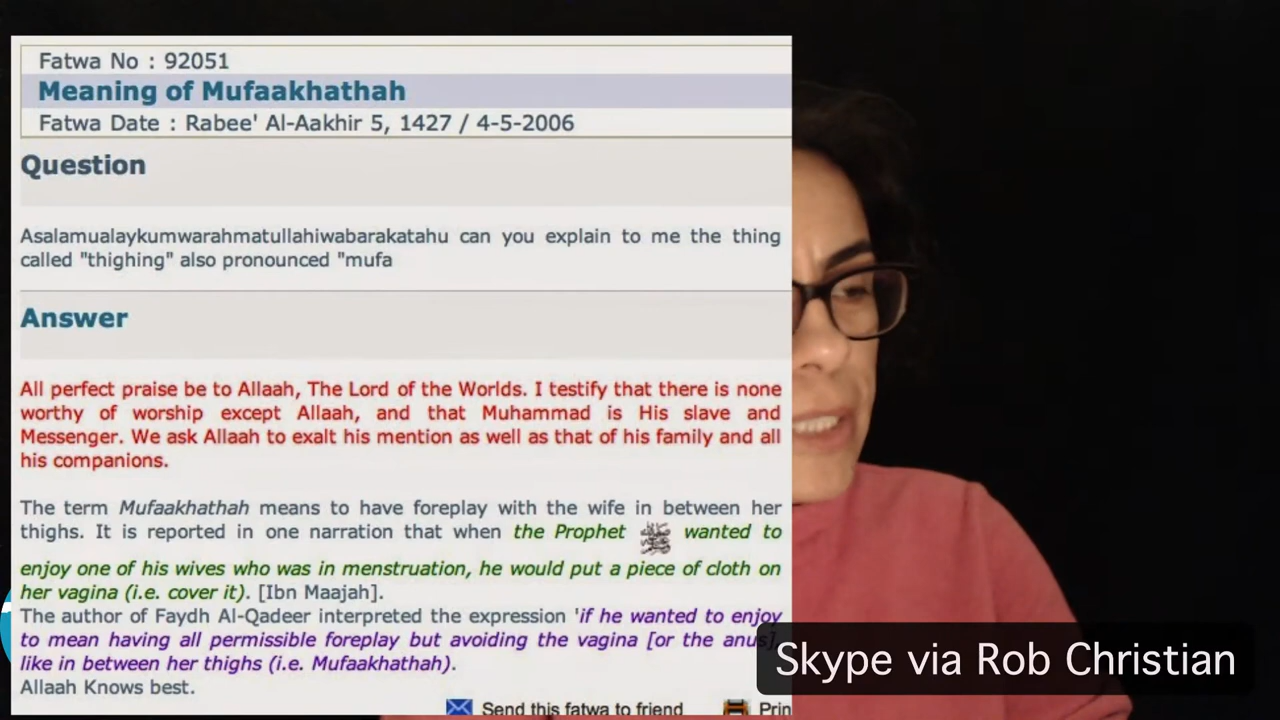 Fatwa No : 92051
Meaning of Mufaakhathah
Fatwa Date : Rabee' Al-Aakhir 5, 1427 / 4-5-2006
Question
Asalamualaykumwarahmatullahiwabarakatahu can you explain to me the thing
called "thighing" also pronounced "mufa
Answer
All perfect praise be to Allaah, The Lord of the Worlds. I testify that there is none
worthy of worship except Allaah, and that Muhammad is His slave and
Messenger. We ask Allaah to exalt his mention as well as that of his family and all
his companions.
The term Mufaakhathah means to have foreplay with the wife in between her
thighs. It is reported in one narration that when the Prophet ﷺ wanted to
enjoy one of his wives who was in menstruation, he would put a piece of cloth on
her vagina (i.e. cover it). [Ibn Maajah].
The author of Faydh Al-Qadeer interpreted the expression 'if he wanted to enjoy
to mean having all permissible foreplay but avoiding the vagina [or the anus],
like in between her thighs (i.e. Mufaakhathah).
Allaah Knows best.
Send this fatwa to friend Prin
Skype via Rob Christian